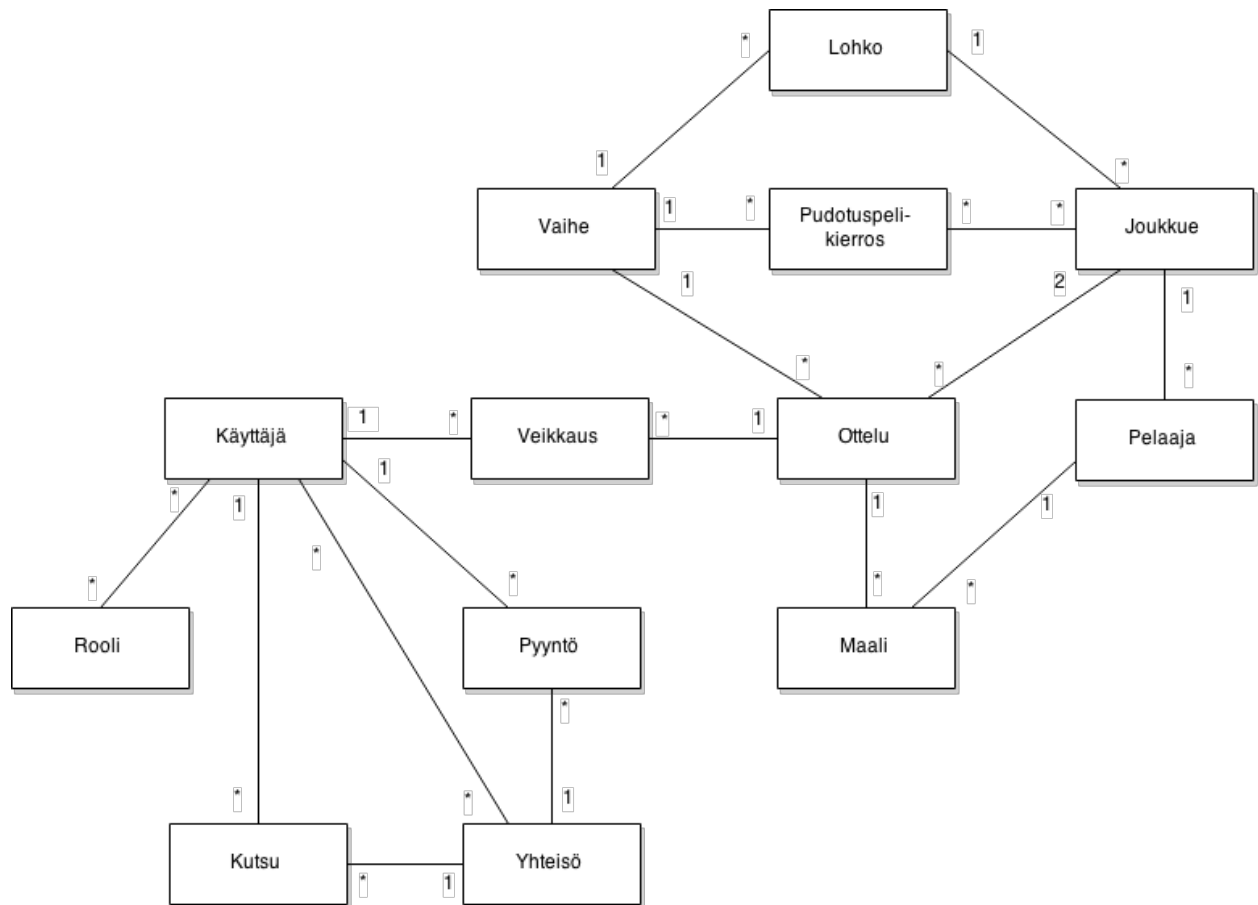 *
Lohko
1
1
*
Vaihe
1
*
Pudotuspeli-
kierros
*
*
Joukkue
1
2
1
*
*
*
Käyttäjä
1
*
Veikkaus
*
1
Ottelu
Pelaaja
*
1
1
*
1
1
*
*
*
*
Rooli
Pyyntö
Maali
*
*
*
1
Kutsu
*
1
Yhteisö